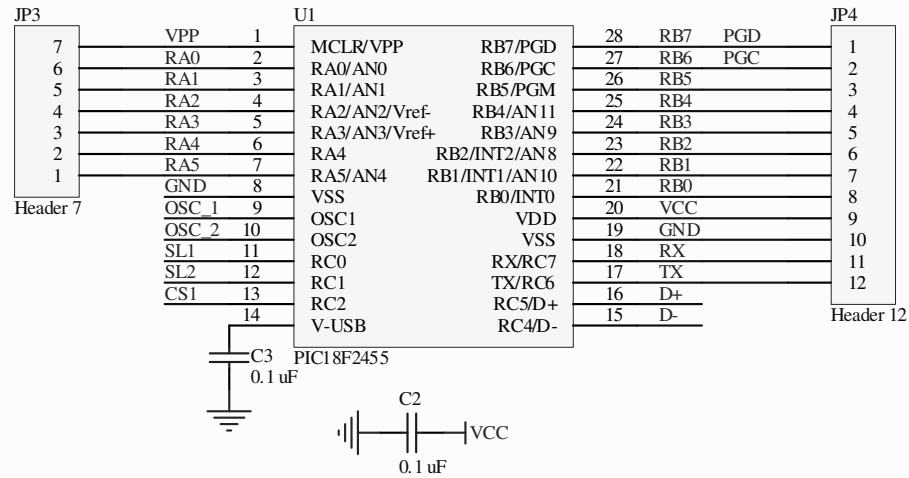 JP3 U1 JP4
7 VPP 1 MCLR/VPP RB7/PGD 28 RB7 PGD 1
6 RA0 2 RA0/AN0 RB6/PGC 27 RB6 PGC 2
5 RA1 3 RA1/AN1 RB5/PGM 26 RB5 3
4 RA2 4 RA2/AN2/Vref- RB4/AN11 25 RB4 4
3 RA3 5 RA3/AN3/Vref+ RB3/AN9 24 RB3 5
2 RA4 6 RA4 RB2/INT2/AN8 23 RB2 6
1 RA5 7 RA5/AN4 RB1/INT1/AN10 22 RB1 7
GND 8 VSS RB0/INT0 21 RB0 8
Header 7 OSC_1 9 OSC1 VDD 20 VCC 9
OSC_2 10 OSC2 VSS 19 GND 10
SL1 11 RC0 RX/RC7 18 RX 11
SL2 12 RC1 TX/RC6 17 TX 12
CS1 13 RC2 RC5/D+ 16 D+
14 V-USB RC4/D- 15 D- Header 12
C3 PIC18F2455
0.1uF
C2
VCC
0.1uF